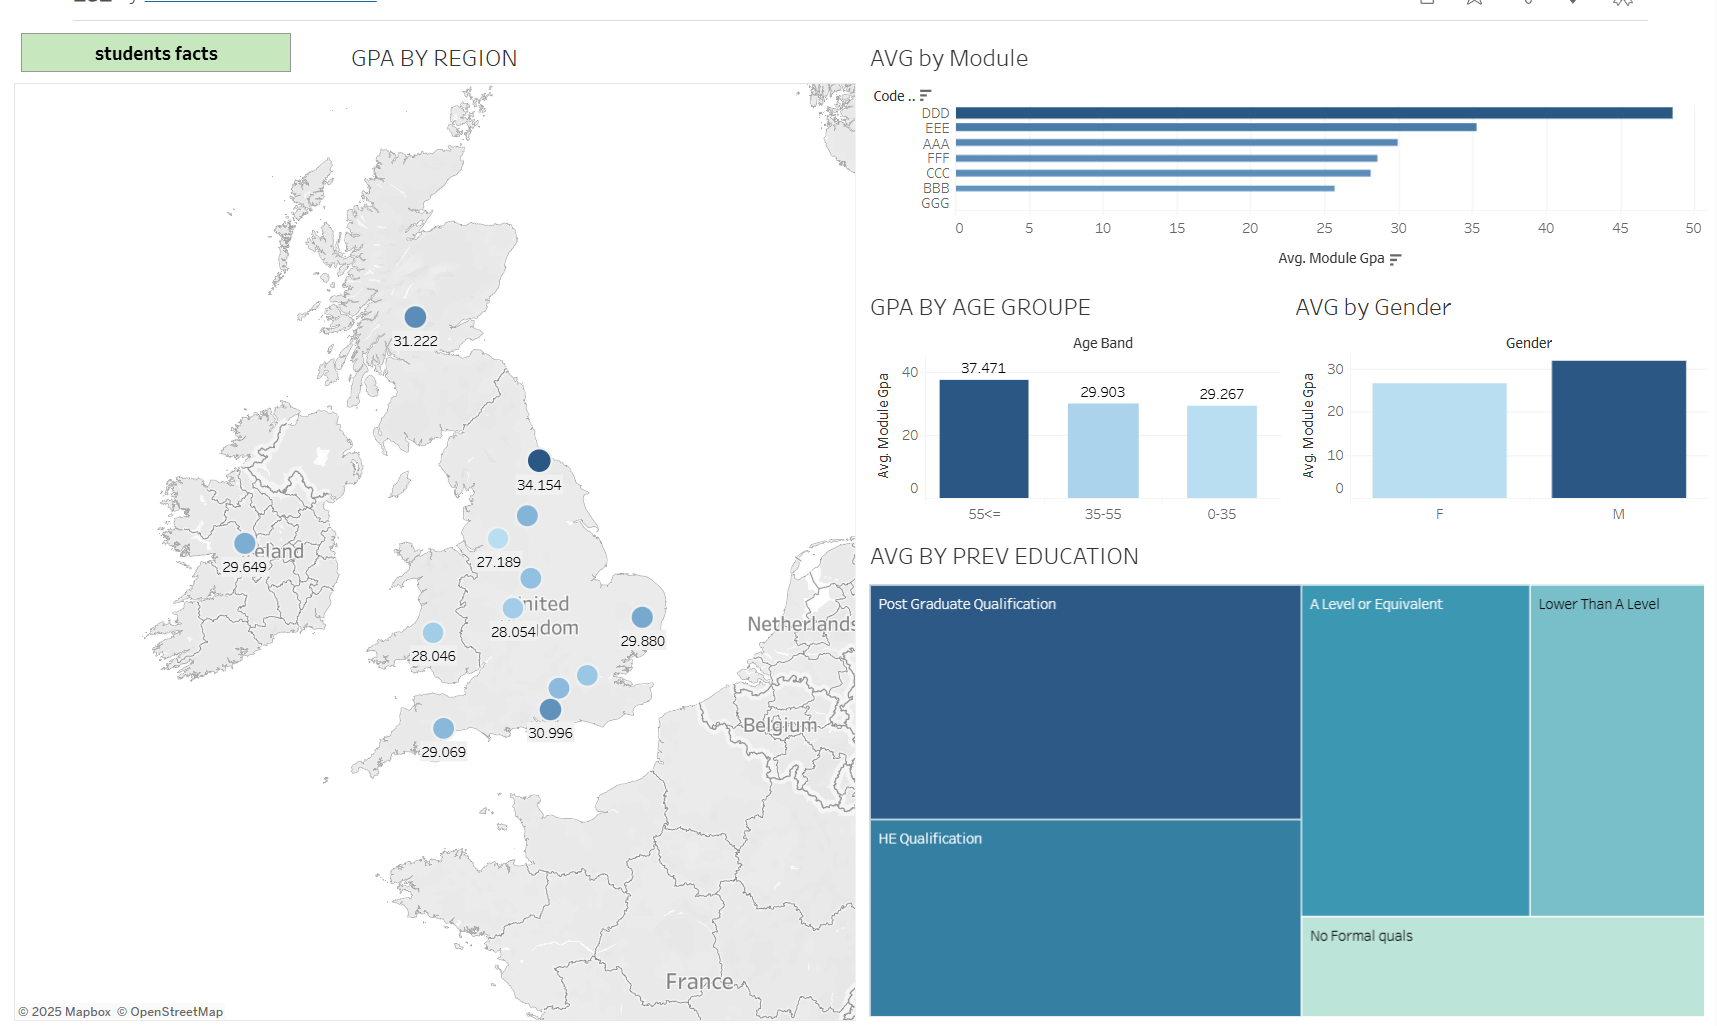 students facts
GPA BY REGION
31.222
34.154
27.189
eland
29.649
nited
dom
28.054
28.046
29.880
30.996
29.069
Netherlands
Belgium
France
© 2025 Mapbox © OpenStreetMap
AVG by Module
Code ..
DDD
EEE
AAA
FFF
CCC
BBB
GGG
0 5 10 15 20 25 30 35 40 45 50
Avg. Module Gpa
GPA BY AGE GROUPE
Age Band
Avg. Module Gpa
40
20
0
37.471
29.903
29.267
55<= 35-55 0-35
AVG by Gender
Gender
Avg. Module Gpa
30
20
10
0
F M
AVG BY PREV EDUCATION
Post Graduate Qualification
HE Qualification
A Level or Equivalent
Lower Than A Level
No Formal quals